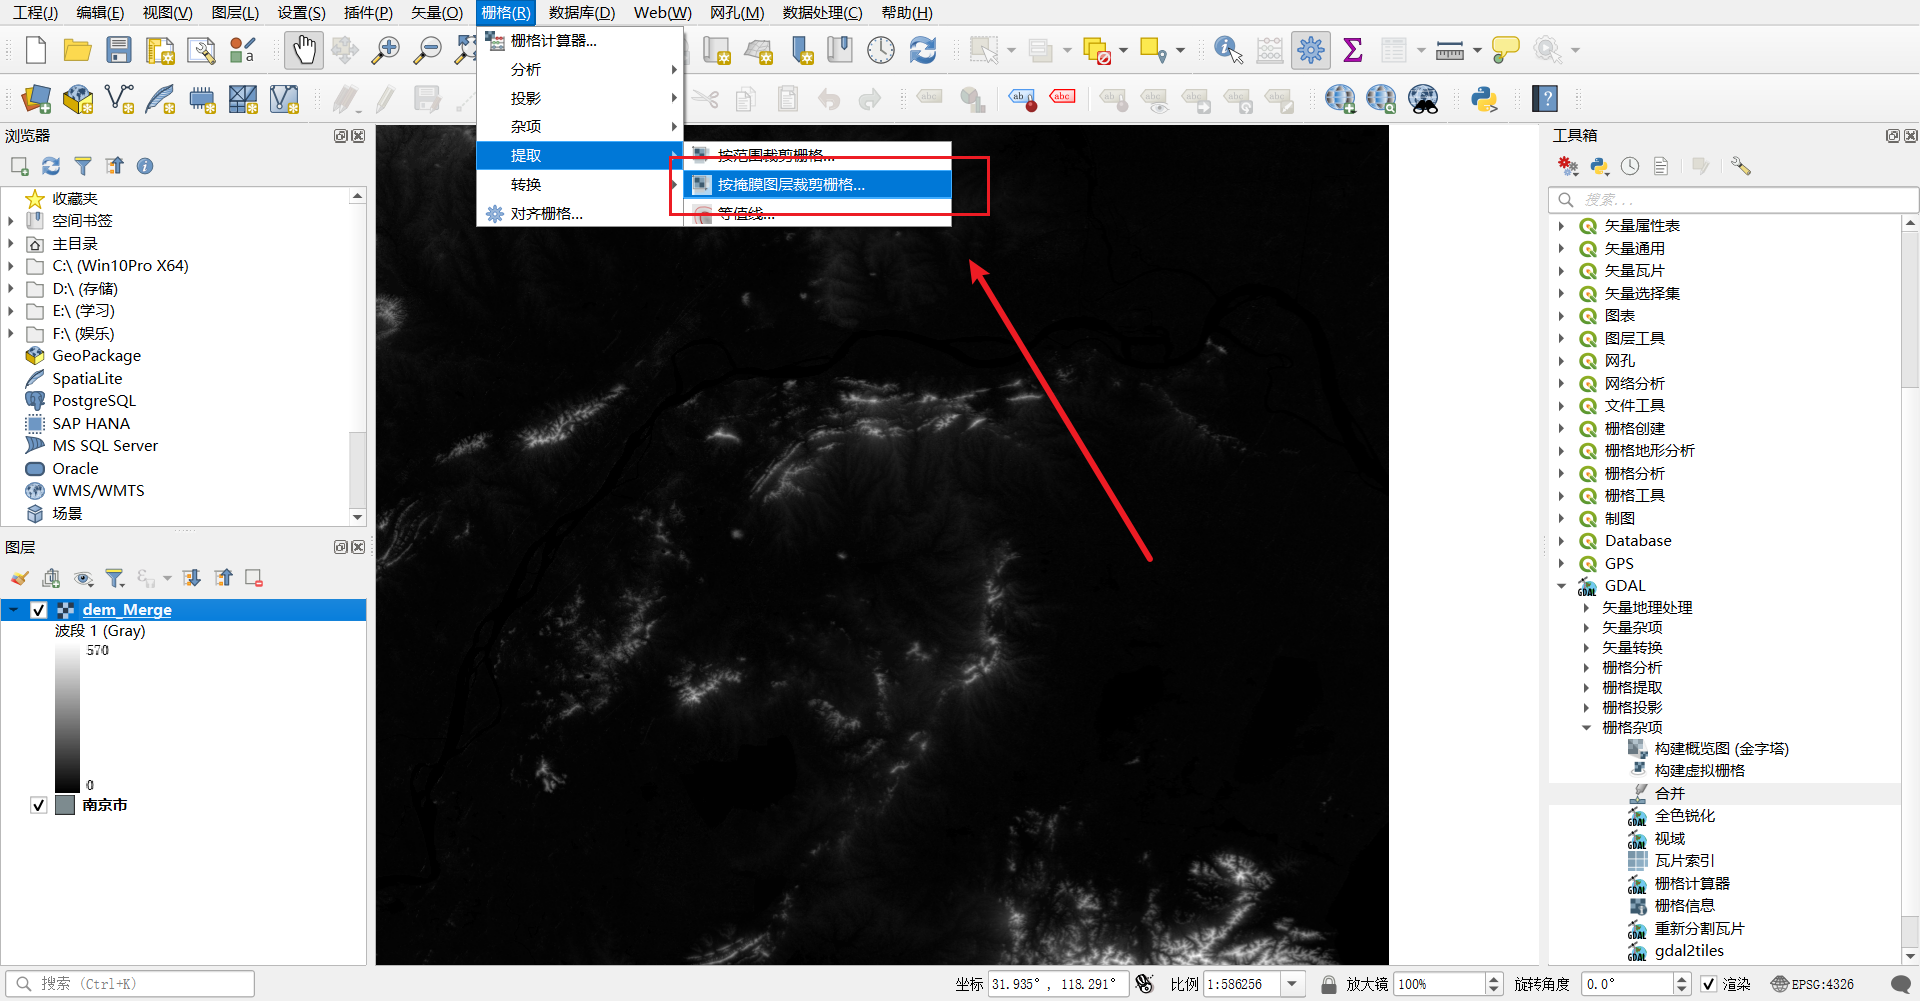 工程(J) 编辑(E) 视图(V) 图层(L) 设置(S) 插件(P) 矢量(O) 栅格(R) 数据库(D) Web(W) 网孔(M) 数据处理(C) 帮助(H)
栅格计算器...
分析
投影
杂项
提取
转换
对齐栅格...
按范围裁剪栅格...
按掩膜图层裁剪栅格...
等值线...
浏览器
收藏夹
空间书签
主目录
C:\ (Win10Pro X64)
D:\ (存储)
E:\ (学习)
F:\ (娱乐)
GeoPackage
SpatiaLite
PostgreSQL
SAP HANA
MS SQL Server
Oracle
WMS/WMTS
场景
图层
dem_Merge
波段 1 (Gray)
570
0
南京市
工具箱
搜索...
矢量属性表
矢量通用
矢量瓦片
矢量选择集
图表
图层工具
网孔
网络分析
文件工具
栅格创建
栅格地形分析
栅格分析
栅格工具
制图
Database
GPS
GDAL
矢量地理处理
矢量杂项
矢量转换
栅格分析
栅格提取
栅格投影
栅格杂项
构建概览图 (金字塔)
构建虚拟栅格
合并
全色锐化
视域
瓦片索引
栅格计算器
栅格信息
重新分割瓦片
gdal2tiles
搜索 (Ctrl+K)
坐标 31.935°, 118.291° 比例 1:586256 放大镜 100% 旋转角度 0.0° 渲染 EPSG:4326